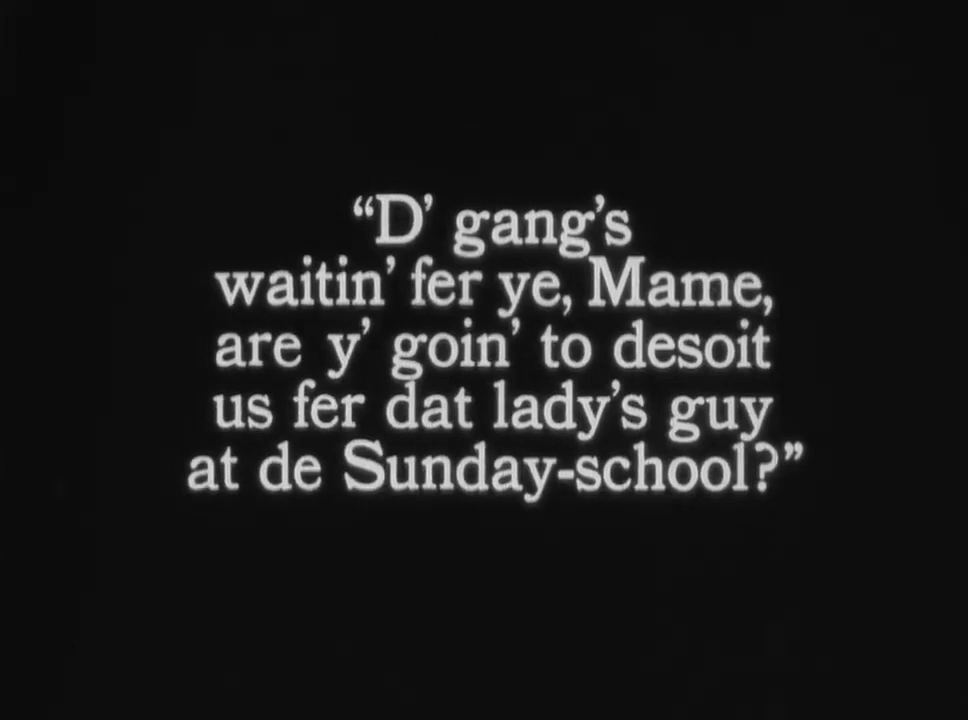 “D’ gang’s
waitin’ fer ye, Mame,
are y’ goin’ to desoit
us fer dat lady’s guy
at de Sunday-school?”